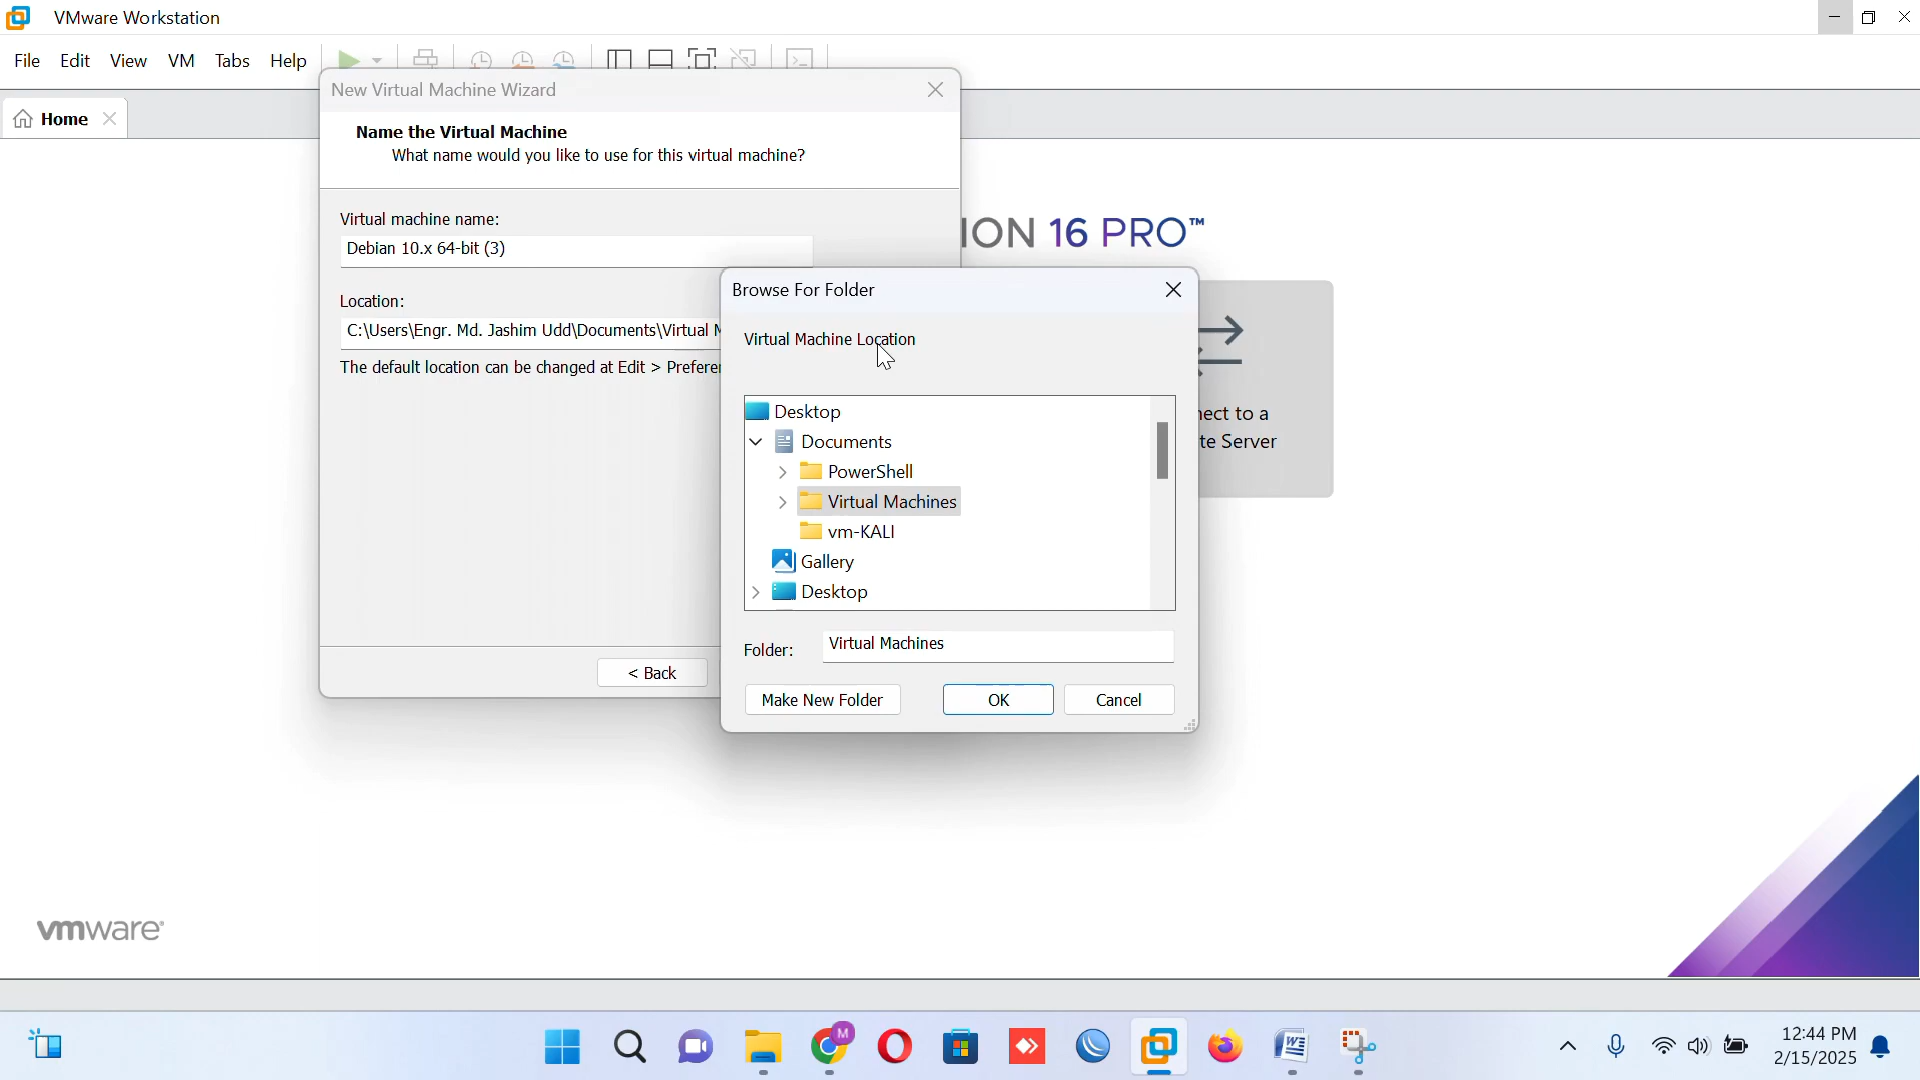 VMware Workstation
File Edit View VM Tabs Help
Home
New Virtual Machine Wizard
Name the Virtual Machine
What name would you like to use for this virtual machine?
Virtual machine name:
Debian 10.x 64-bit (3)
Location:
C:\Users\Engr. Md. Jashim Udd\Documents\Virtual
The default location can be changed at Edit >
< Back
ION 16 PRO™
Browse For Folder
Virtual Machine Location
Desktop
Documents
PowerShell
Virtual Machines
vm-KALI
Gallery
Desktop
Folder: Virtual Machines
Make New Folder OK Cancel
nect to a
te Server
vmware®
M
12:44 PM
2/15/2025